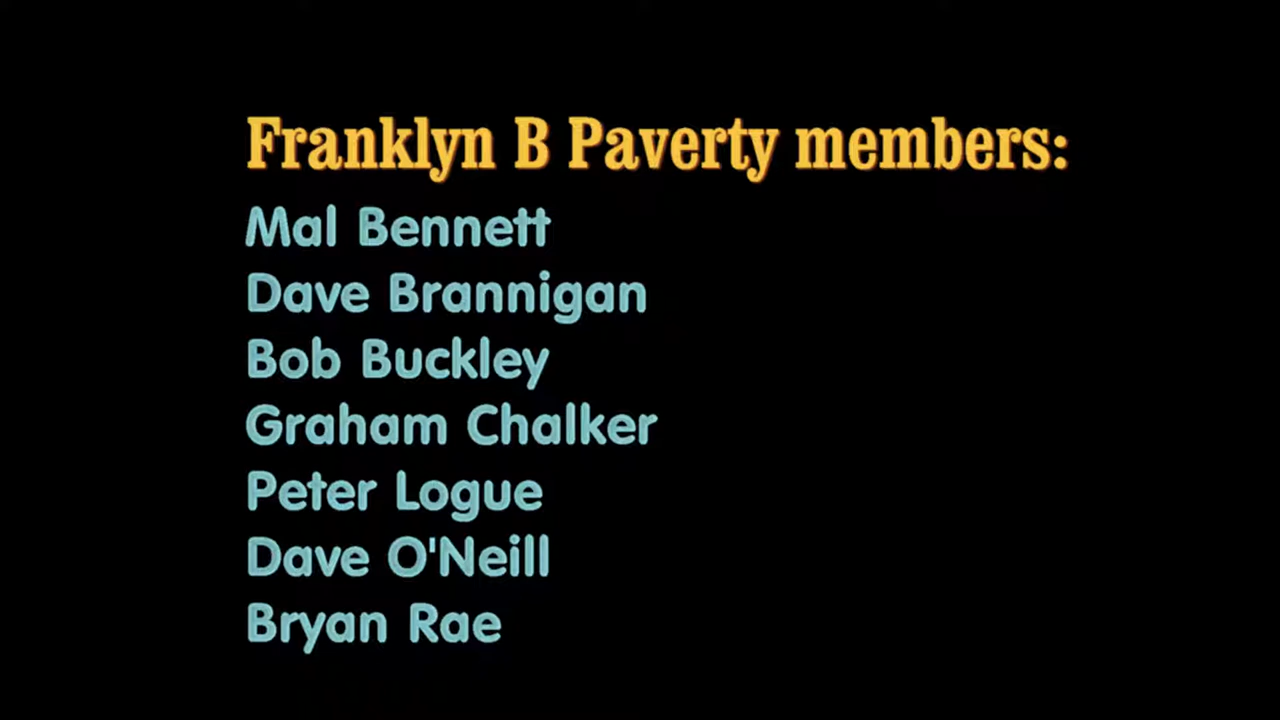 Franklyn B Paverty members:
Mal Bennett
Dave Brannigan
Bob Buckley
Graham Chalker
Peter Logue
Dave O'Neill
Bryan Rae